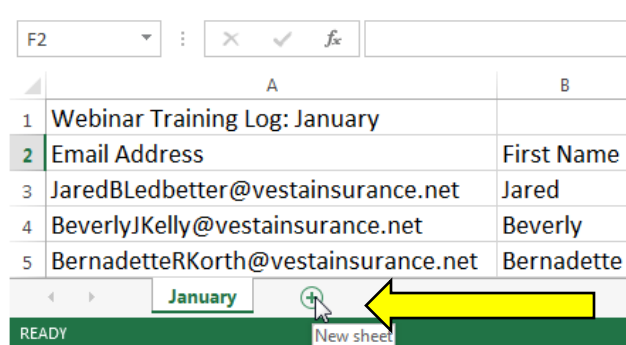 F2 fx
A B
1 Webinar Training Log: January
2 Email Address First Name
3 JaredBLedbetter@vestainsurance.net Jared
4 BeverlyJKelly@vestainsurance.net Beverly
5 BernadetteRKorth@vestainsurance.net Bernadette
January
READY New sheet